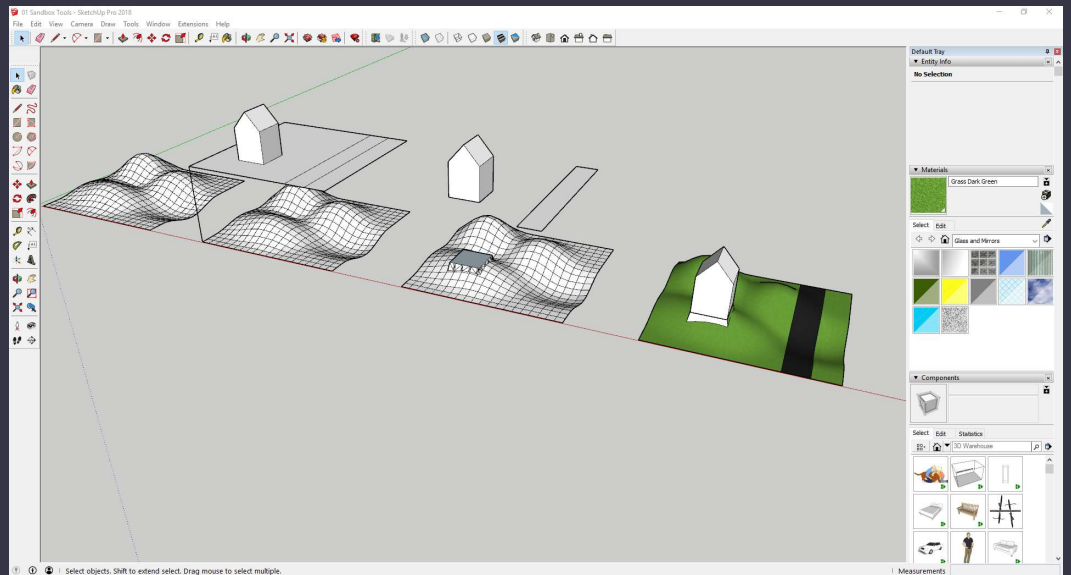 01 Sandbox Tools - SketchUp Pro 2018
File Edit View Camera Draw Tools Window Extensions Help
Default Tray
Entity Info
No Selection
Materials
Grass Dark Green
Select Edit
Glass and Mirrors
Components
Select Edit Statistics
3D Warehouse
Select objects. Shift to extend select. Drag mouse to select multiple.
Measurements